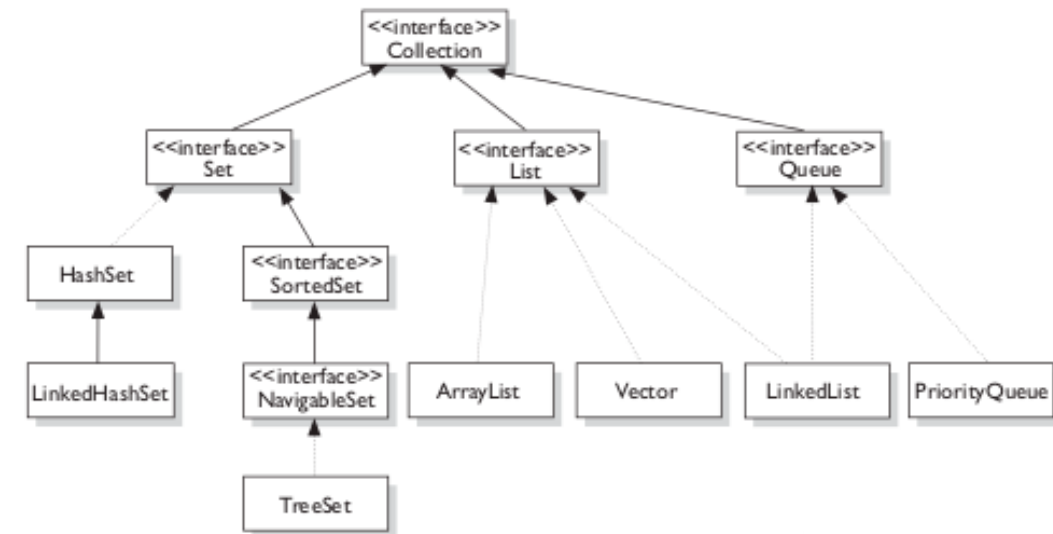 <<interface>>
Collection
<<interface>>
Set
<<interface>>
List
<<interface>>
Queue
HashSet
<<interface>>
SortedSet
LinkedHashSet
<<interface>>
NavigableSet
ArrayList
Vector
LinkedList
PriorityQueue
TreeSet